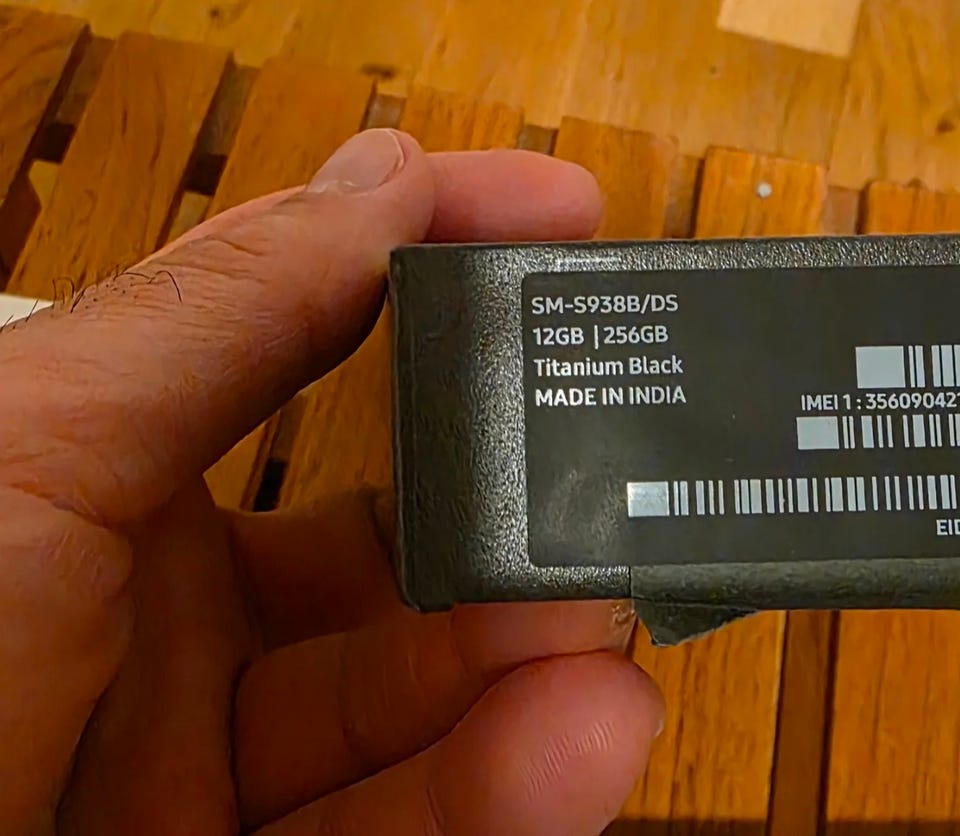 SM-S938B/DS
12GB | 256GB
Titanium Black
MADE IN INDIA
IMEI 1 : 35609042
EID